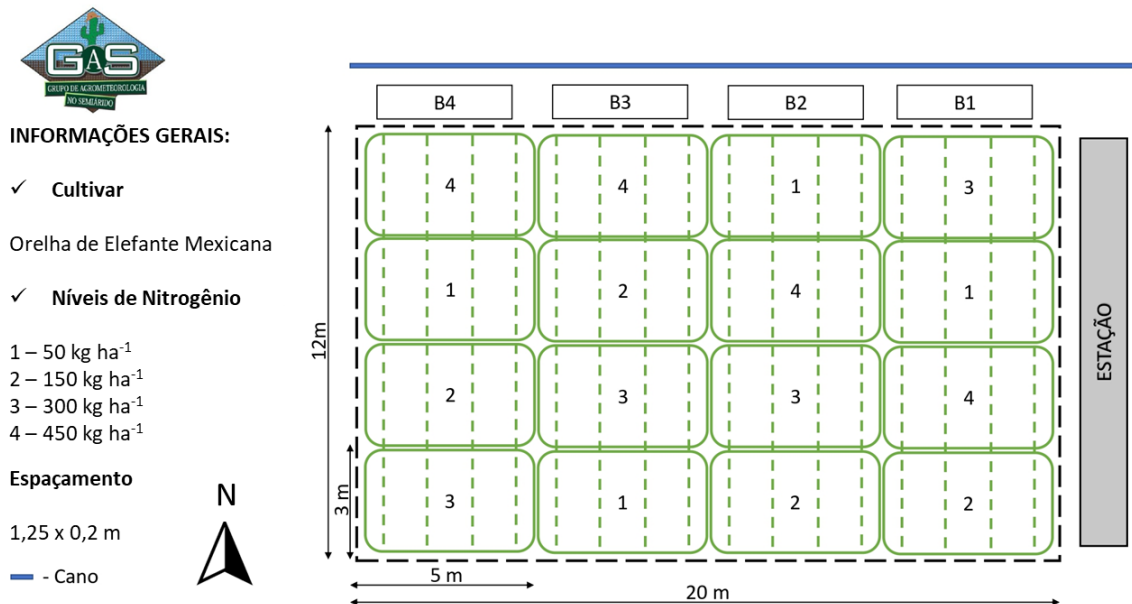 GAS
GRUPO DE AGROMETEOROLOGIA
NO SEMIÁRIDO
INFORMAÇÕES GERAIS:
✓ Cultivar
Orelha de Elefante Mexicana
✓ Níveis de Nitrogênio
1 – 50 kg ha⁻¹
2 – 150 kg ha⁻¹
3 – 300 kg ha⁻¹
4 – 450 kg ha⁻¹
Espaçamento
1,25 x 0,2 m
- Cano
N
B4 B3 B2 B1
4 4 1 3
1 2 4 1
2 3 3 4
3 1 2 2
12m
3 m
5 m
20 m
ESTAÇÃO